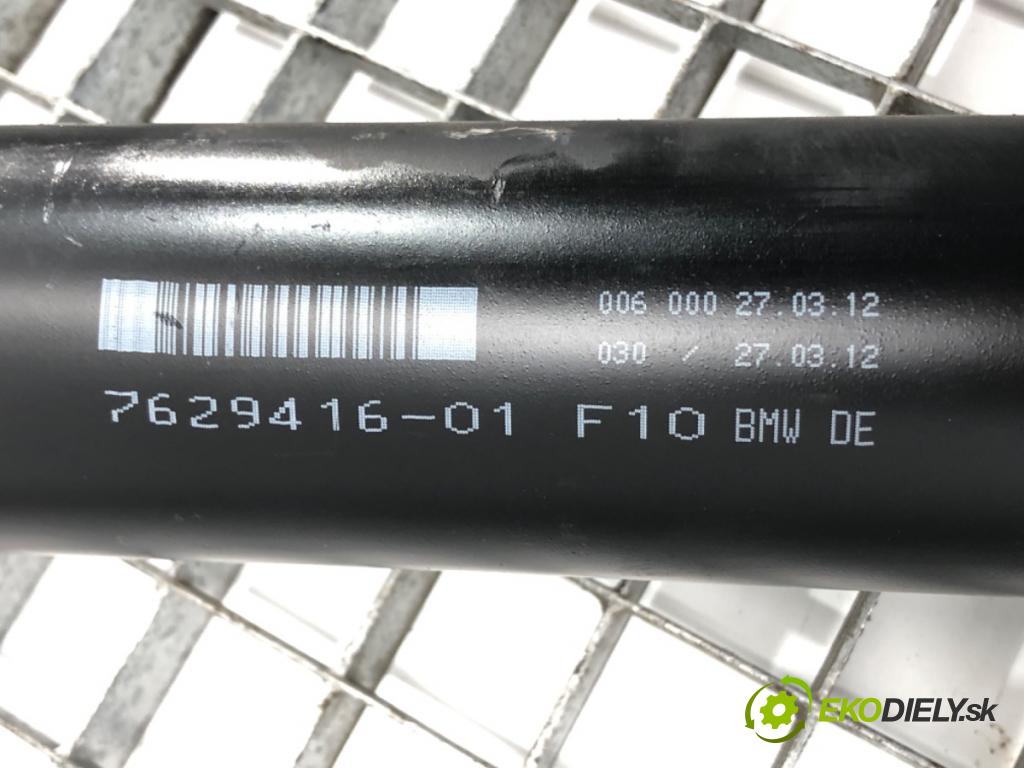 006 000 27.03.12
030 / 27.03.12
7629416-01 F10 BMW DE
EKODIELY.sk